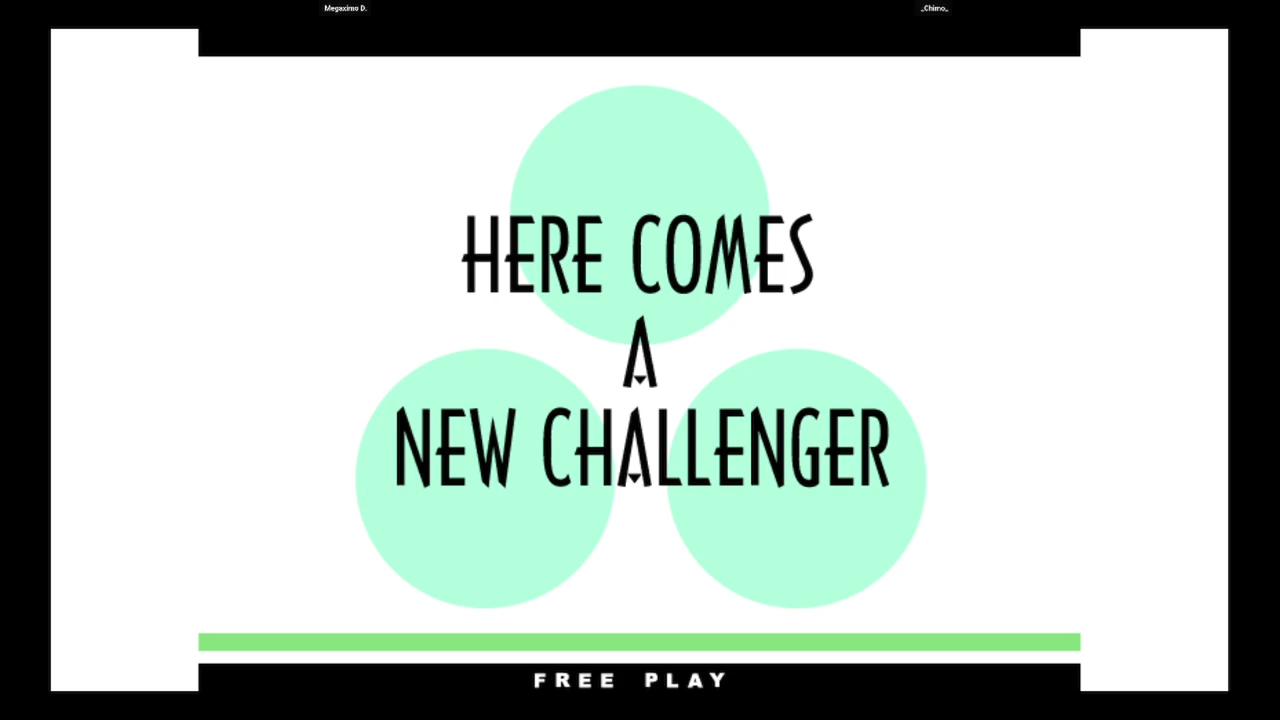 Megaximo D.
_Chimo_
HERE COMES
A
NEW CHALLENGER
FREE PLAY